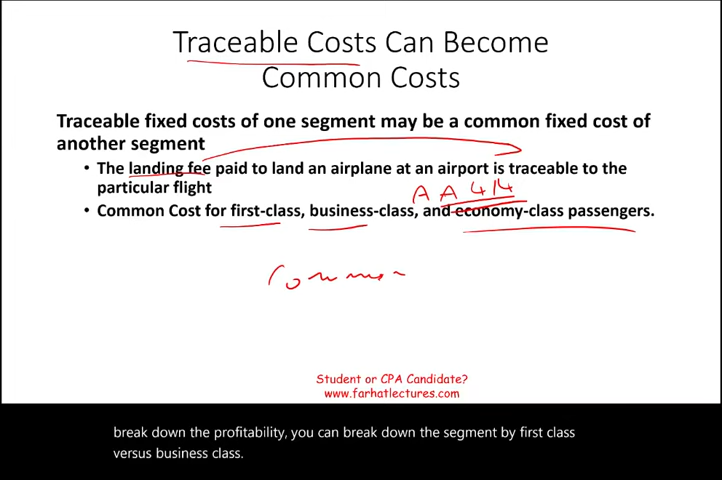 Traceable Costs Can Become
Common Costs
Traceable fixed costs of one segment may be a common fixed cost of
another segment
• The landing fee paid to land an airplane at an airport is traceable to the
particular flight
AA 414
• Common Cost for first-class, business-class, and economy-class passengers.
Common
Student or CPA Candidate?
www.farhatlectures.com
break down the profitability, you can break down the segment by first class
versus business class.